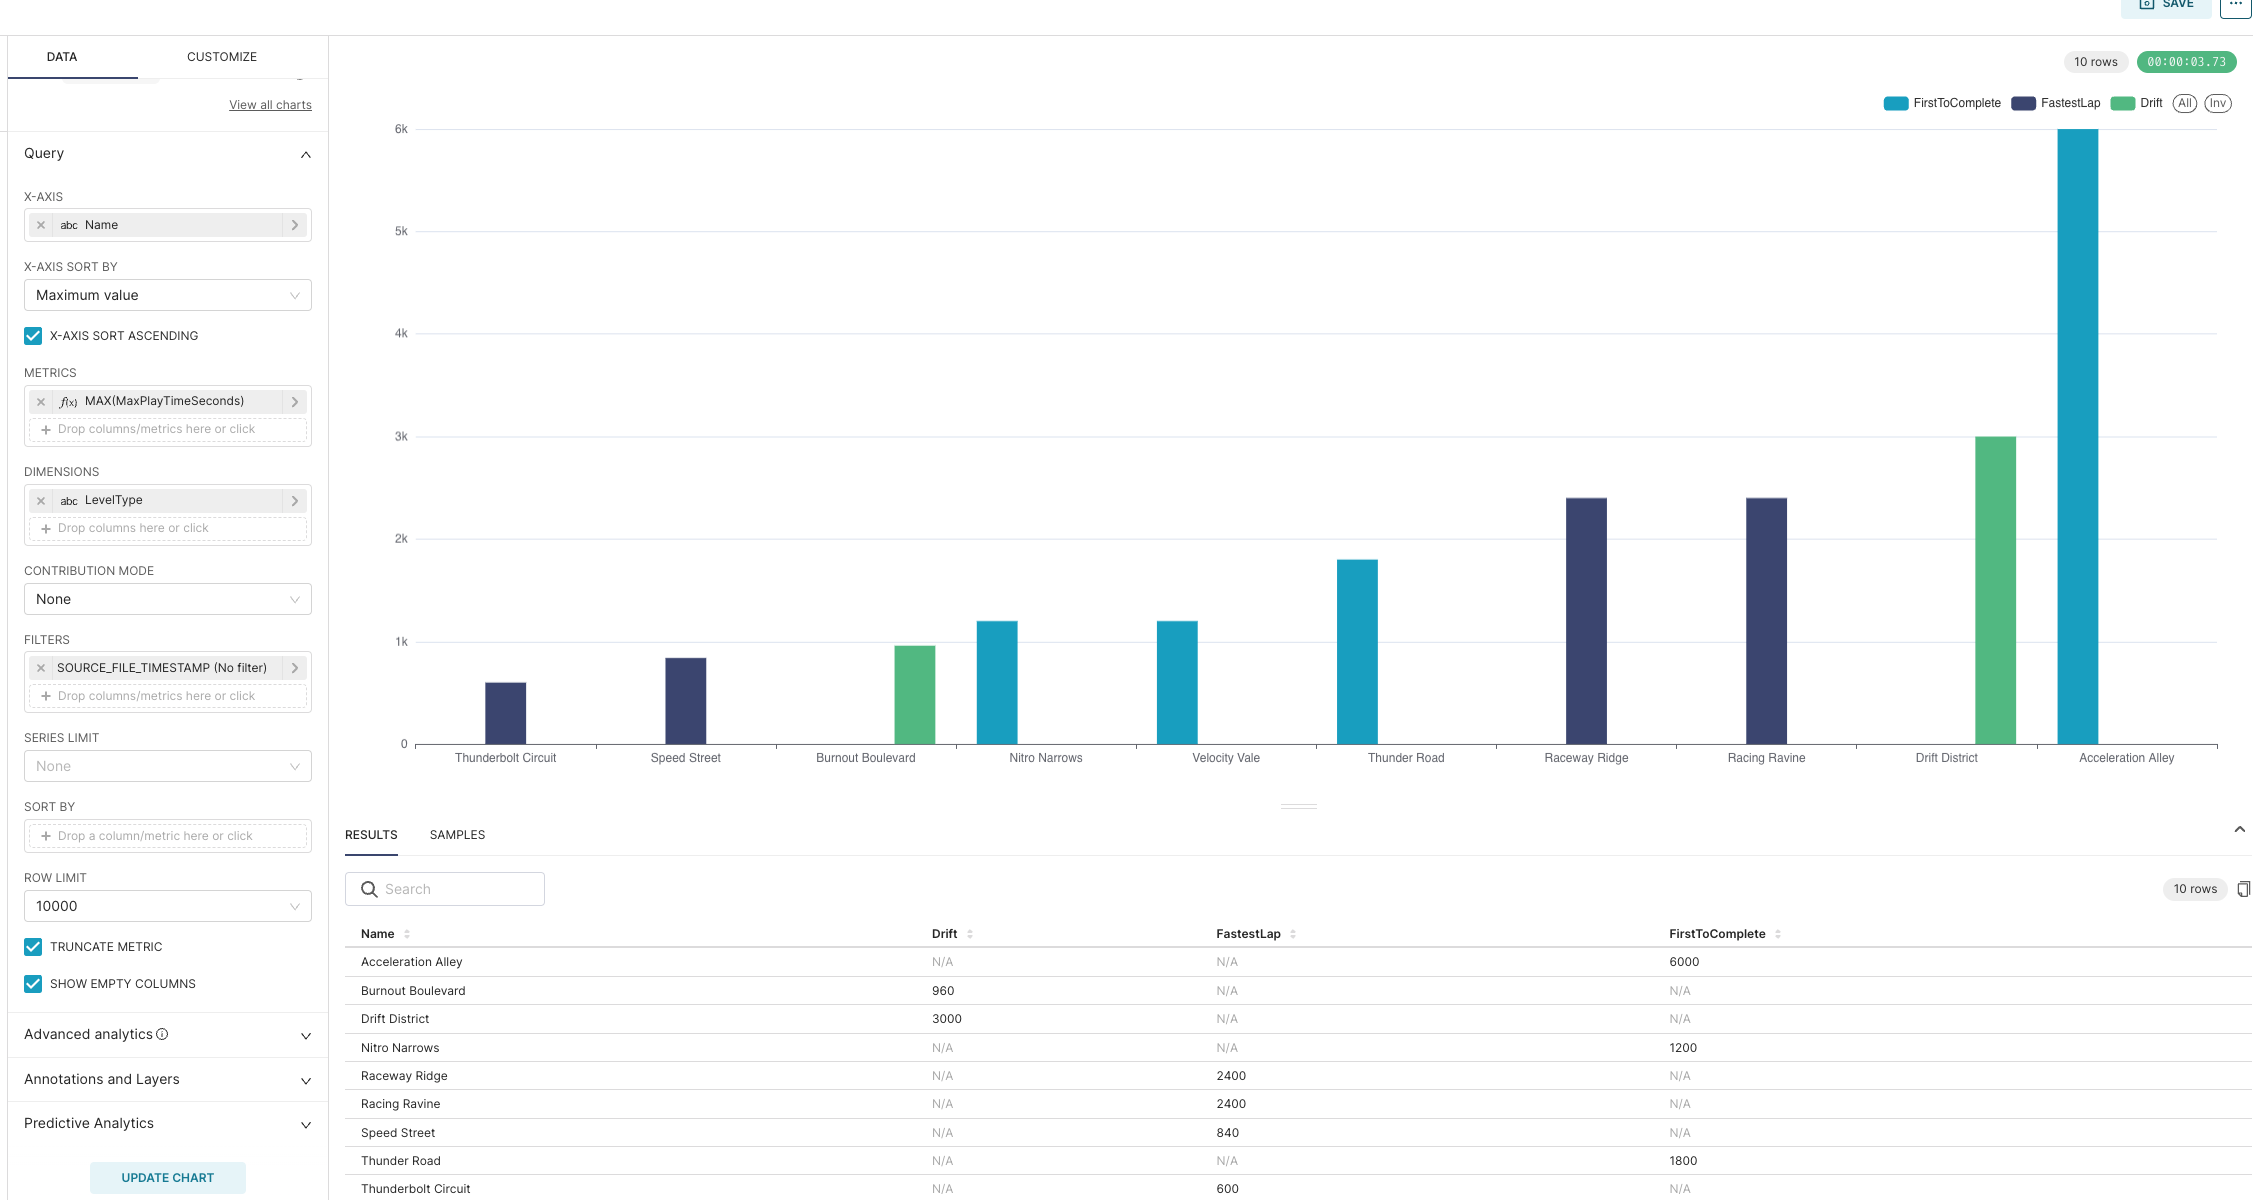 SAVE
...
DATA CUSTOMIZE
View all charts
Query
X-AXIS
abc Name
X-AXIS SORT BY
Maximum value
X-AXIS SORT ASCENDING
METRICS
f(x) MAX(MaxPlayTimeSeconds)
+ Drop columns/metrics here or click
DIMENSIONS
abc LevelType
+ Drop columns here or click
CONTRIBUTION MODE
None
FILTERS
SOURCE_FILE_TIMESTAMP (No filter)
+ Drop columns/metrics here or click
SERIES LIMIT
None
SORT BY
+ Drop a column/metric here or click
ROW LIMIT
10000
TRUNCATE METRIC
SHOW EMPTY COLUMNS
Advanced analytics
Annotations and Layers
Predictive Analytics
UPDATE CHART
10 rows 00:00:03.73
FirstToComplete FastestLap Drift All Inv
6k
5k
4k
3k
2k
1k
0
Thunderbolt Circuit Speed Street Burnout Boulevard Nitro Narrows Velocity Vale Thunder Road Raceway Ridge Racing Ravine Drift District Acceleration Alley
RESULTS SAMPLES
Search
10 rows
Name Drift FastestLap FirstToComplete
Acceleration Alley N/A N/A 6000
Burnout Boulevard 960 N/A N/A
Drift District 3000 N/A N/A
Nitro Narrows N/A N/A 1200
Raceway Ridge N/A 2400 N/A
Racing Ravine N/A 2400 N/A
Speed Street N/A 840 N/A
Thunder Road N/A N/A 1800
Thunderbolt Circuit N/A 600 N/A